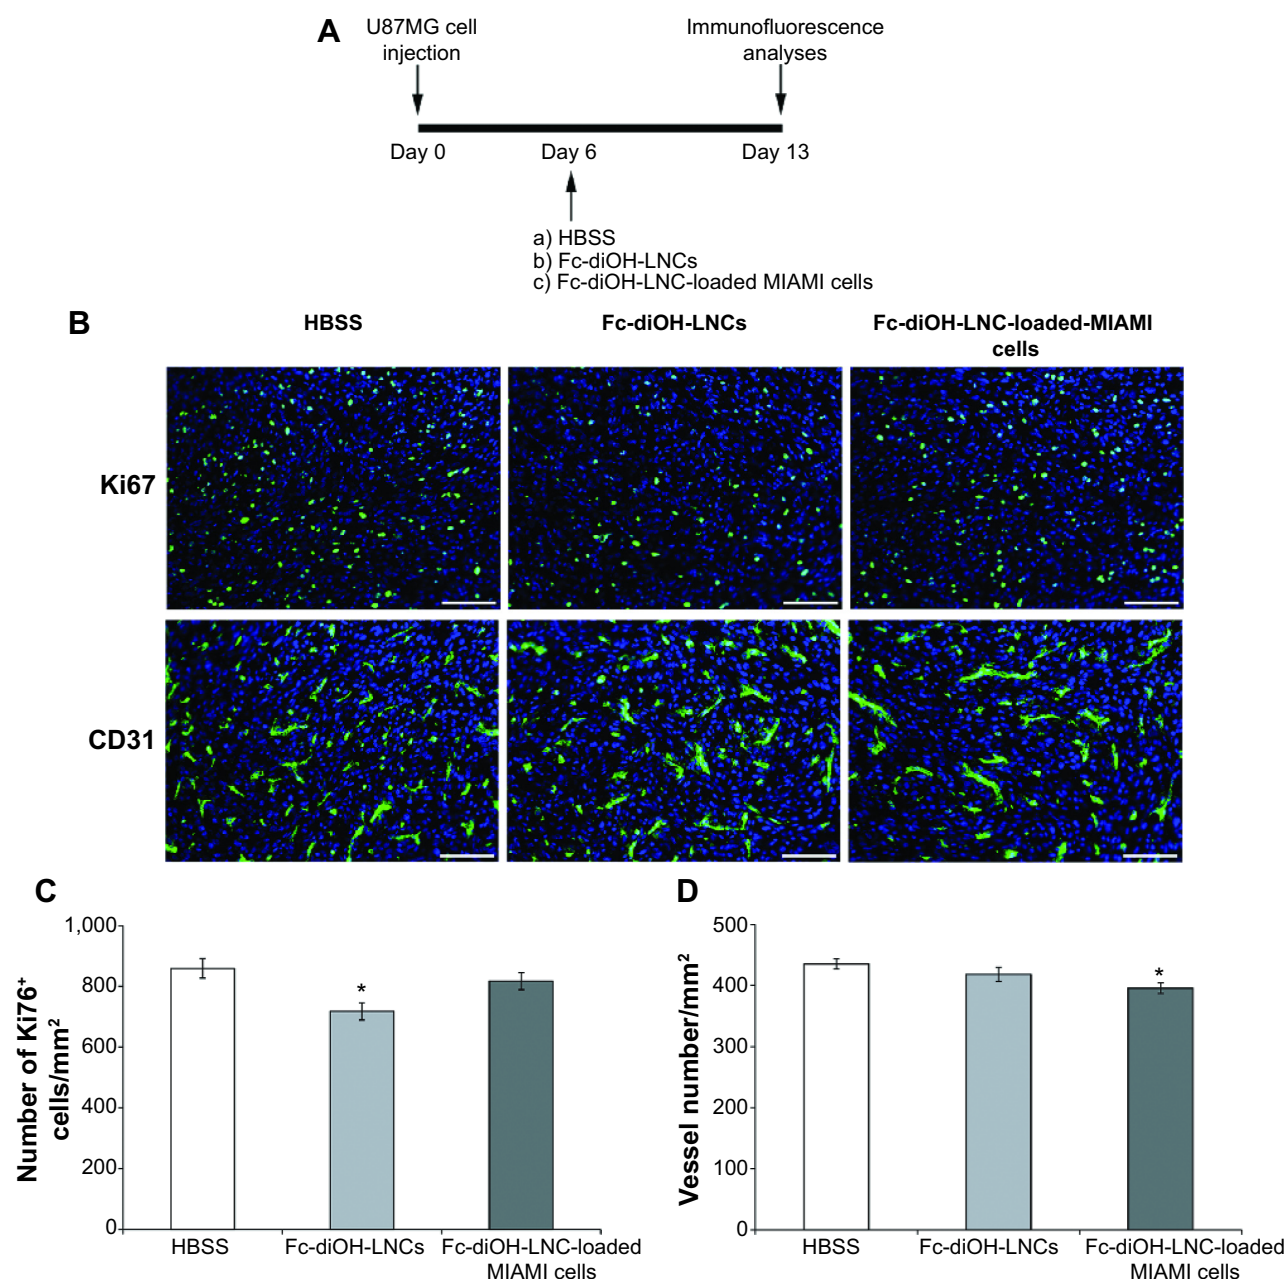 A
U87MG cell
injection
Immunofluorescence
analyses
Day 0
Day 6
Day 13
a) HBSS
b) Fc-diOH-LNCs
c) Fc-diOH-LNC-loaded MIAMI cells
B
HBSS
Fc-diOH-LNCs
Fc-diOH-LNC-loaded-MIAMI
cells
Ki67
CD31
C
Number of Ki76⁺
cells/mm²
1,000
800
600
400
200
0
*
HBSS
Fc-diOH-LNCs
Fc-diOH-LNC-loaded
MIAMI cells
D
Vessel number/mm²
500
400
300
200
100
0
*
HBSS
Fc-diOH-LNCs
Fc-diOH-LNC-loaded
MIAMI cells